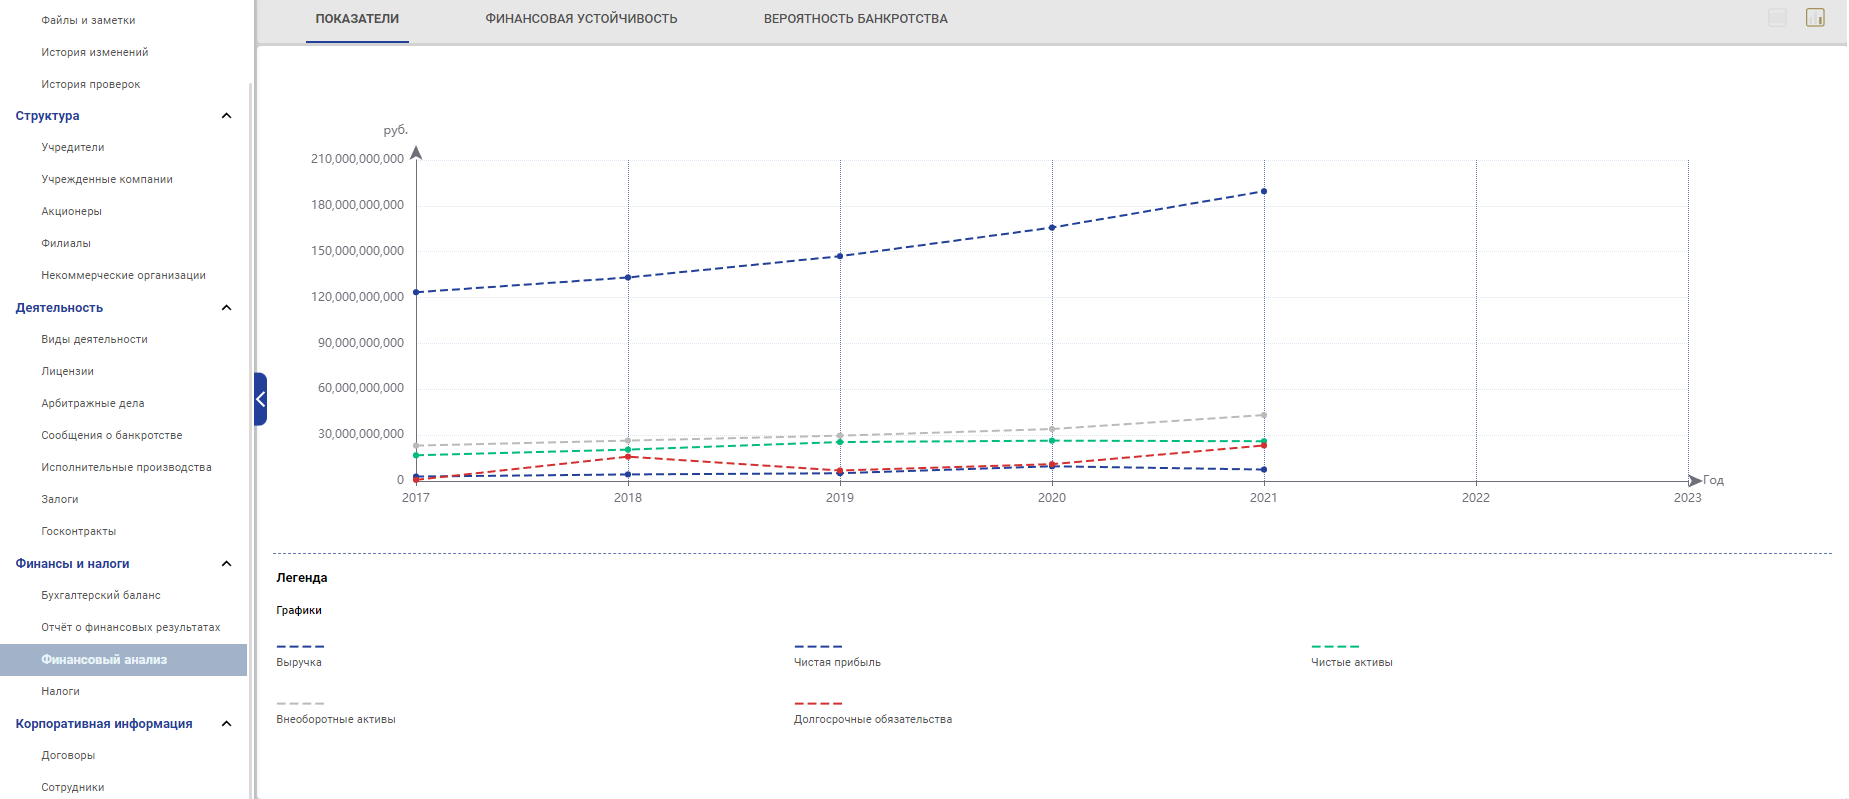 Файлы и заметки
История изменений
История проверок
Структура
Учредители
Учрежденные компании
Акционеры
Филиалы
Некоммерческие организации
Деятельность
Виды деятельности
Лицензии
Арбитражные дела
Сообщения о банкротстве
Исполнительные производства
Залоги
Госконтракты
Финансы и налоги
Бухгалтерский баланс
Отчёт о финансовых результатах
Финансовый анализ
Налоги
Корпоративная информация
Договоры
Сотрудники
ПОКАЗАТЕЛИ ФИНАНСОВАЯ УСТОЙЧИВОСТЬ ВЕРОЯТНОСТЬ БАНКРОТСТВА
руб.
210,000,000,000
180,000,000,000
150,000,000,000
120,000,000,000
90,000,000,000
60,000,000,000
30,000,000,000
0
Год
2017 2018 2019 2020 2021 2022 2023
Легенда
Графики
Выручка Чистая прибыль Чистые активы
Внеоборотные активы Долгосрочные обязательства